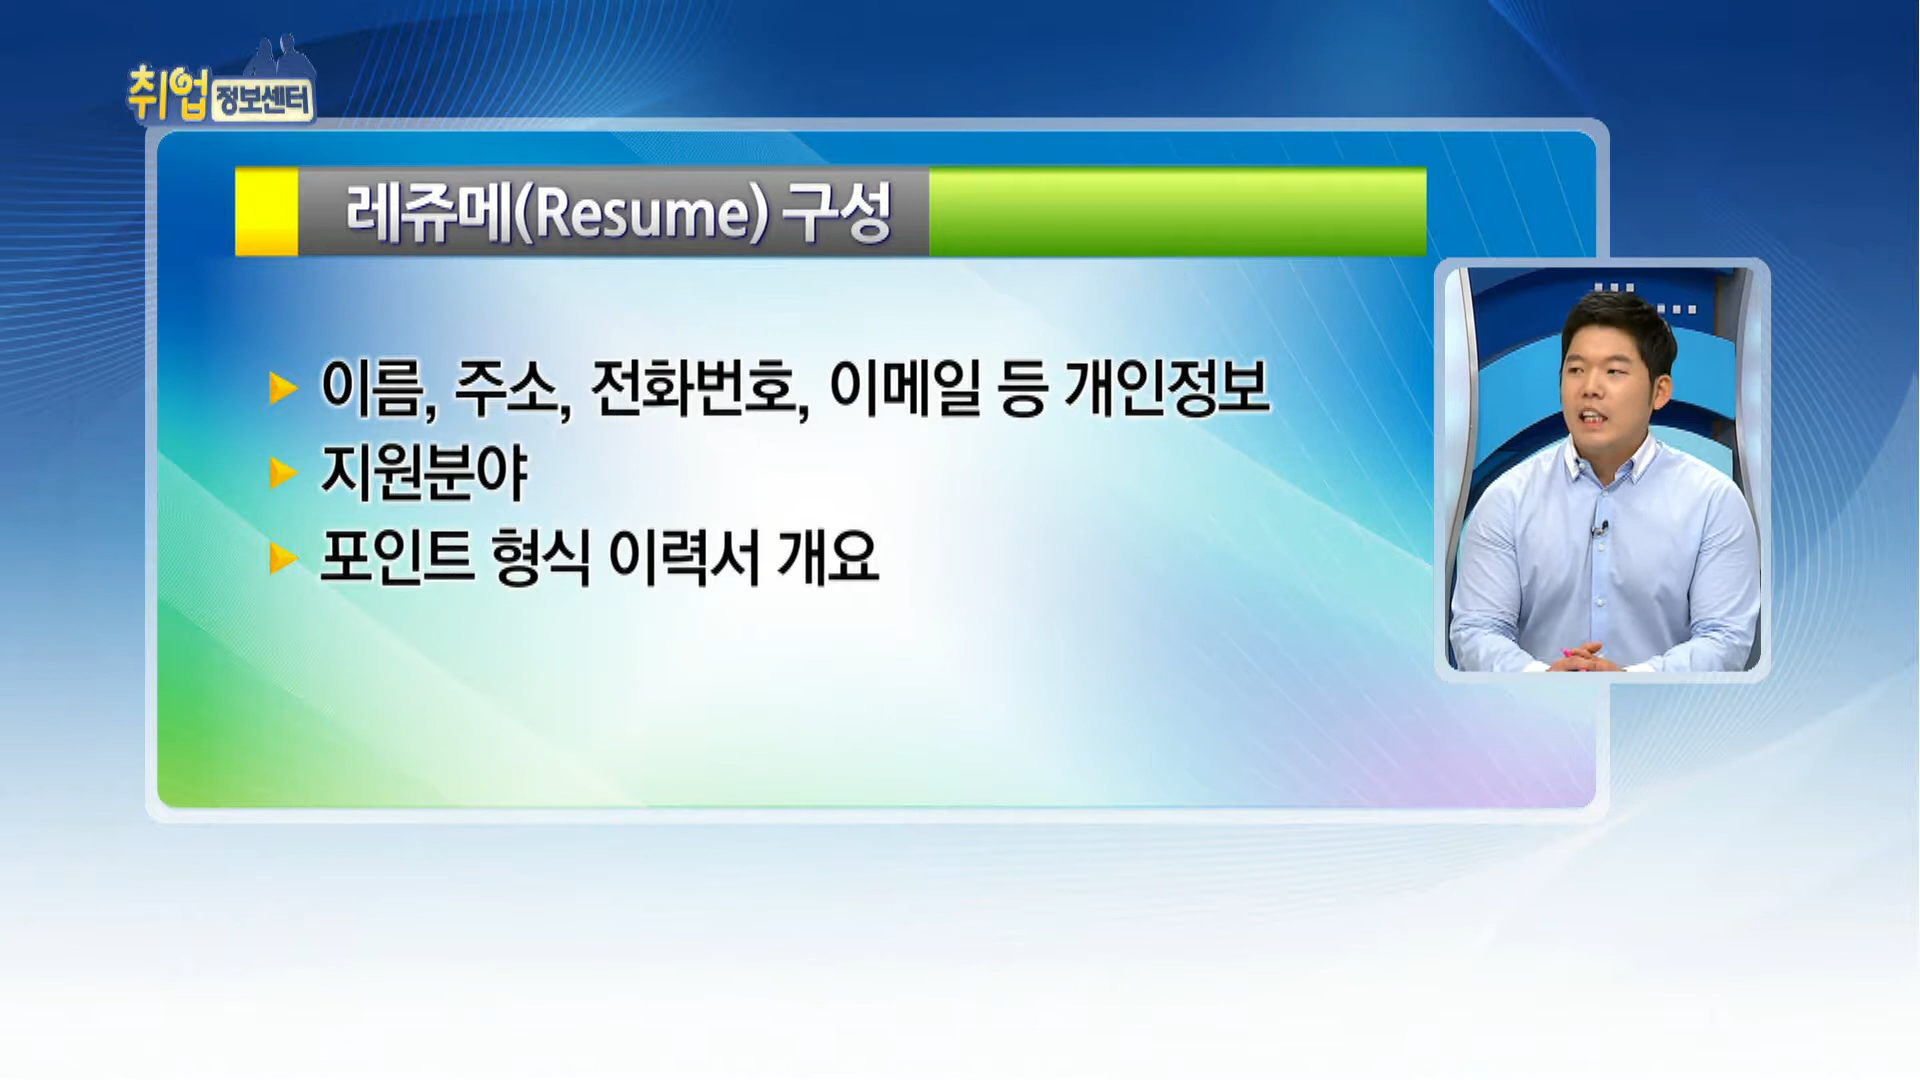 취업 정보센터
레쥬메(Resume) 구성
이름, 주소, 전화번호, 이메일 등 개인정보
지원분야
포인트 형식 이력서 개요